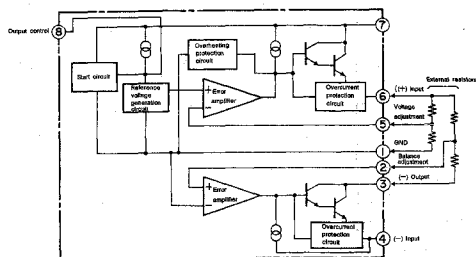 Output control
8
7
Overheating
protection
circuit
Start circuit
Reference
voltage
generation
circuit
+
−
Error
amplifier
Overcurrent
protection
circuit
6
(+) Input
External resistors
Voltage
adjustment
5
1
GND
Balance
adjustment
2
3
(−) Output
+
−
Error
amplifier
Overcurrent
protection
circuit
4
(−) Input